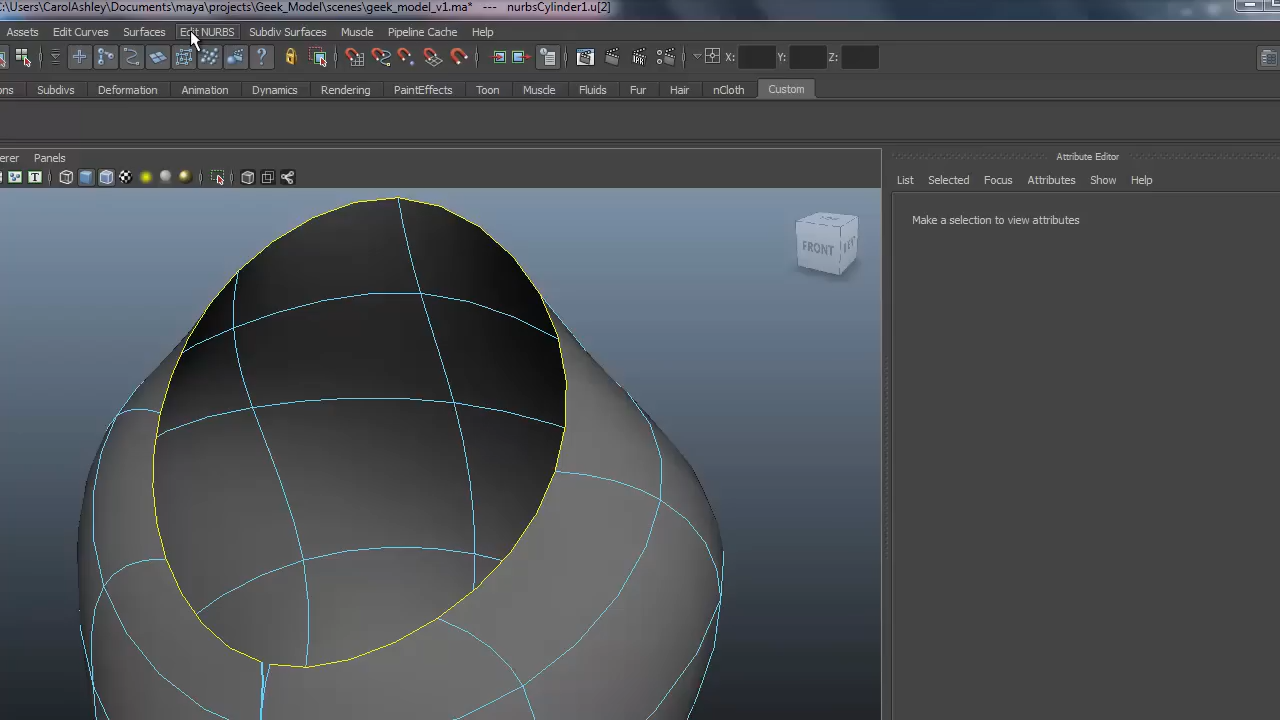 C:\Users\CarolAshley\Documents\maya\projects\Geek_Model\scenes\geek_model_v1.ma* --- nurbsCylinder1.u[2]
Assets Edit Curves Surfaces Edit NURBS Subdiv Surfaces Muscle Pipeline Cache Help
X: Y: Z:
ons Subdivs Deformation Animation Dynamics Rendering PaintEffects Toon Muscle Fluids Fur Hair nCloth Custom
erer Panels
Attribute Editor
List Selected Focus Attributes Show Help
Make a selection to view attributes
FRONT